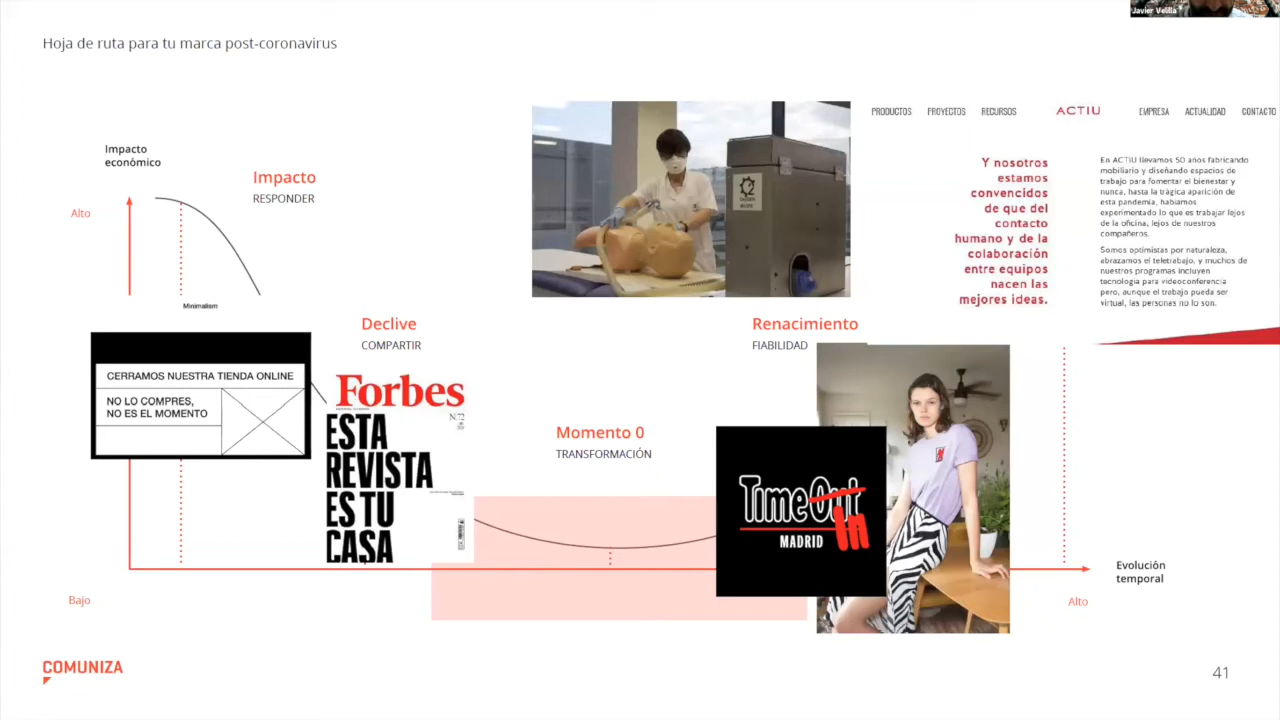 Javier Velilla
Hoja de ruta para tu marca post-coronavirus
PRODUCTOS PROYECTOS RECURSOS ACTIU EMPRESA ACTUALIDAD CONTACTO
Impacto
económico
Impacto
RESPONDER
Alto
Minimalism
Y nosotros
estamos
convencidos
de que del
contacto
humano y de la
colaboración
entre equipos
nacen las
mejores ideas.
En ACTIU llevamos 50 años fabricando
mobiliario y diseñando espacios de
trabajo para fomentar el bienestar y
nunca, hasta la trágica aparición de
esta pandemia, habíamos
experimentado lo que es trabajar lejos
de la oficina, lejos de nuestros
compañeros.
Somos optimistas por naturaleza,
abrazamos el teletrabajo, y muchos de
nuestros programas incluyen
tecnología para videoconferencia
pero, aunque el trabajo pueda ser
virtual, las personas no lo son.
Declive
COMPARTIR
Renacimiento
FIABILIDAD
CERRAMOS NUESTRA TIENDA ONLINE
NO LO COMPRES,
NO ES EL MOMENTO
Forbes
ESTA
REVISTA
ES TU
CASA
Momento 0
TRANSFORMACIÓN
Time Out
In
MADRID
Evolución
temporal
Bajo
Alto
COMUNIZA
41